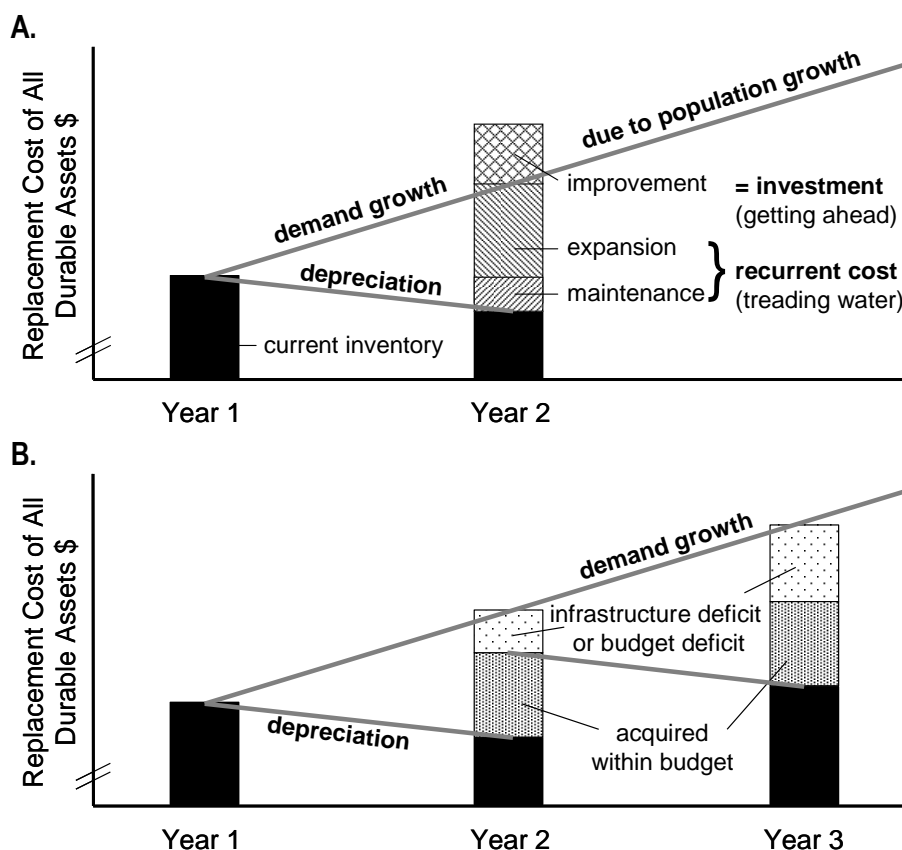 A.
Replacement Cost of All
Durable Assets $
demand growth
due to population growth
depreciation
current inventory
improvement
expansion
maintenance
}
= investment
(getting ahead)
recurrent cost
(treading water)
Year 1
Year 2
B.
Replacement Cost of All
Durable Assets $
demand growth
depreciation
infrastructure deficit
or budget deficit
acquired
within budget
Year 1
Year 2
Year 3